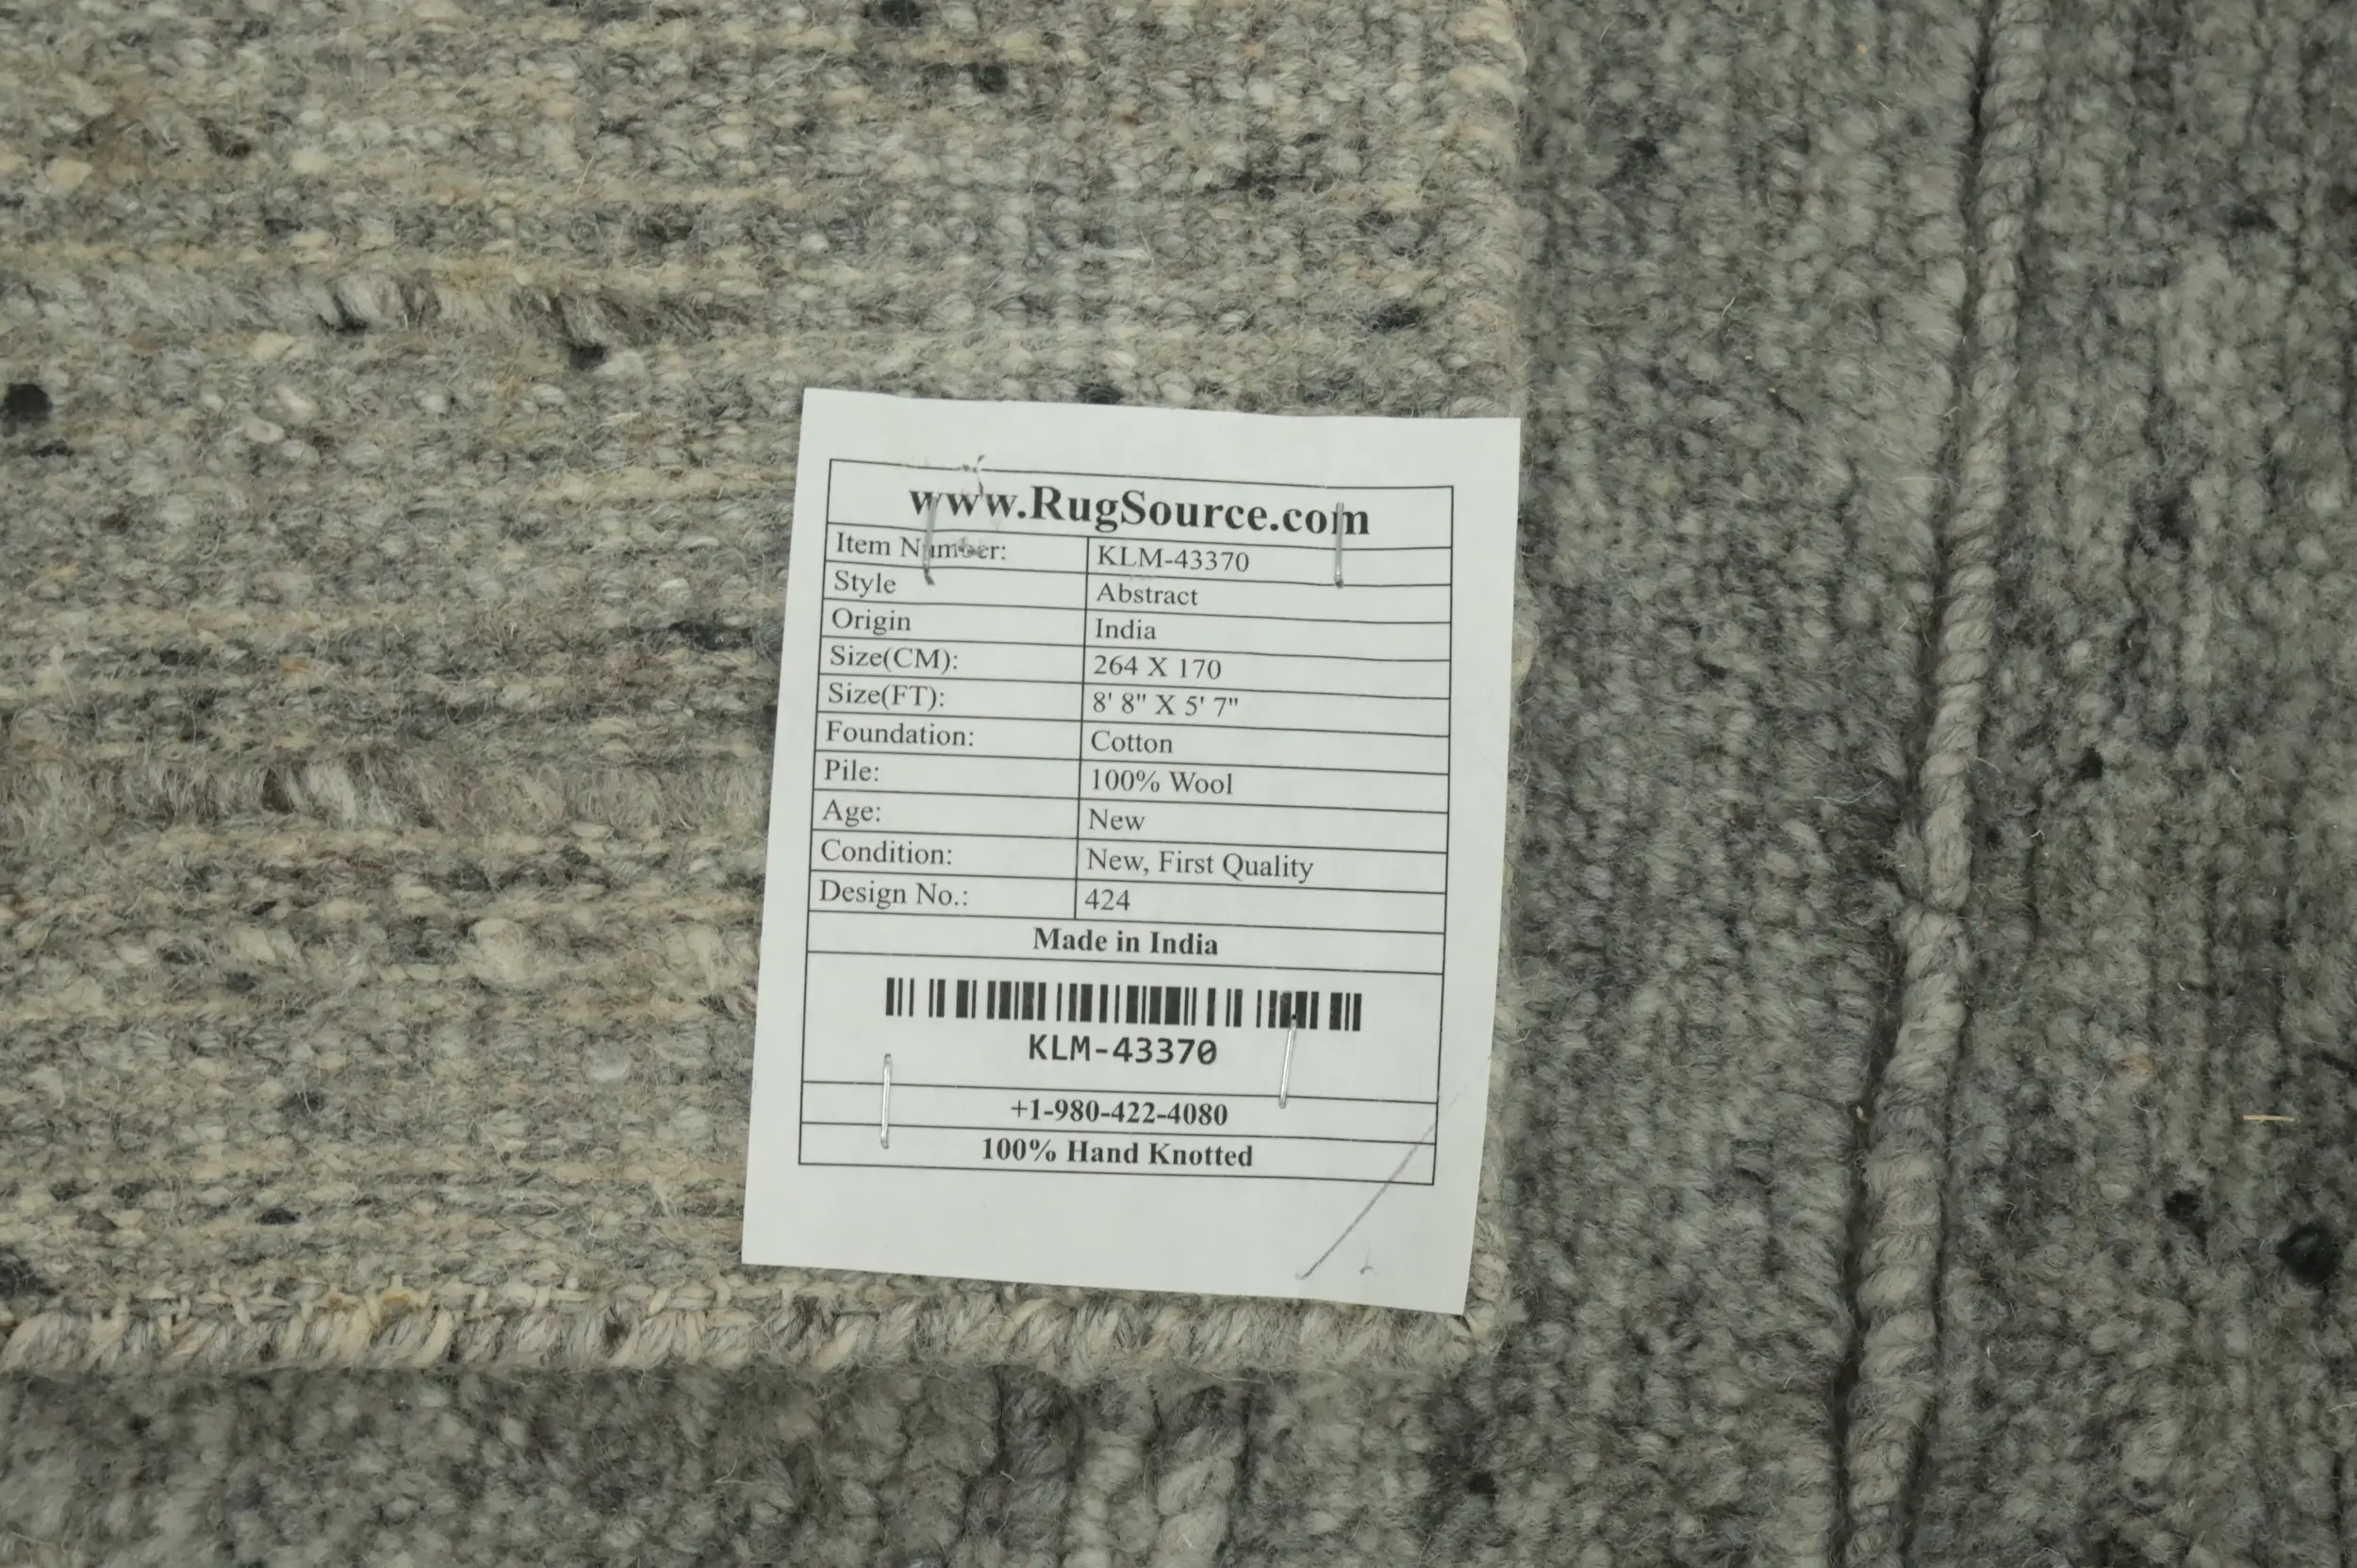 www.RugSource.com
Item Number: KLM-43370
Style Abstract
Origin India
Size(CM): 264 X 170
Size(FT): 8' 8" X 5' 7"
Foundation: Cotton
Pile: 100% Wool
Age: New
Condition: New, First Quality
Design No.: 424
Made in India
KLM-43370
+1-980-422-4080
100% Hand Knotted